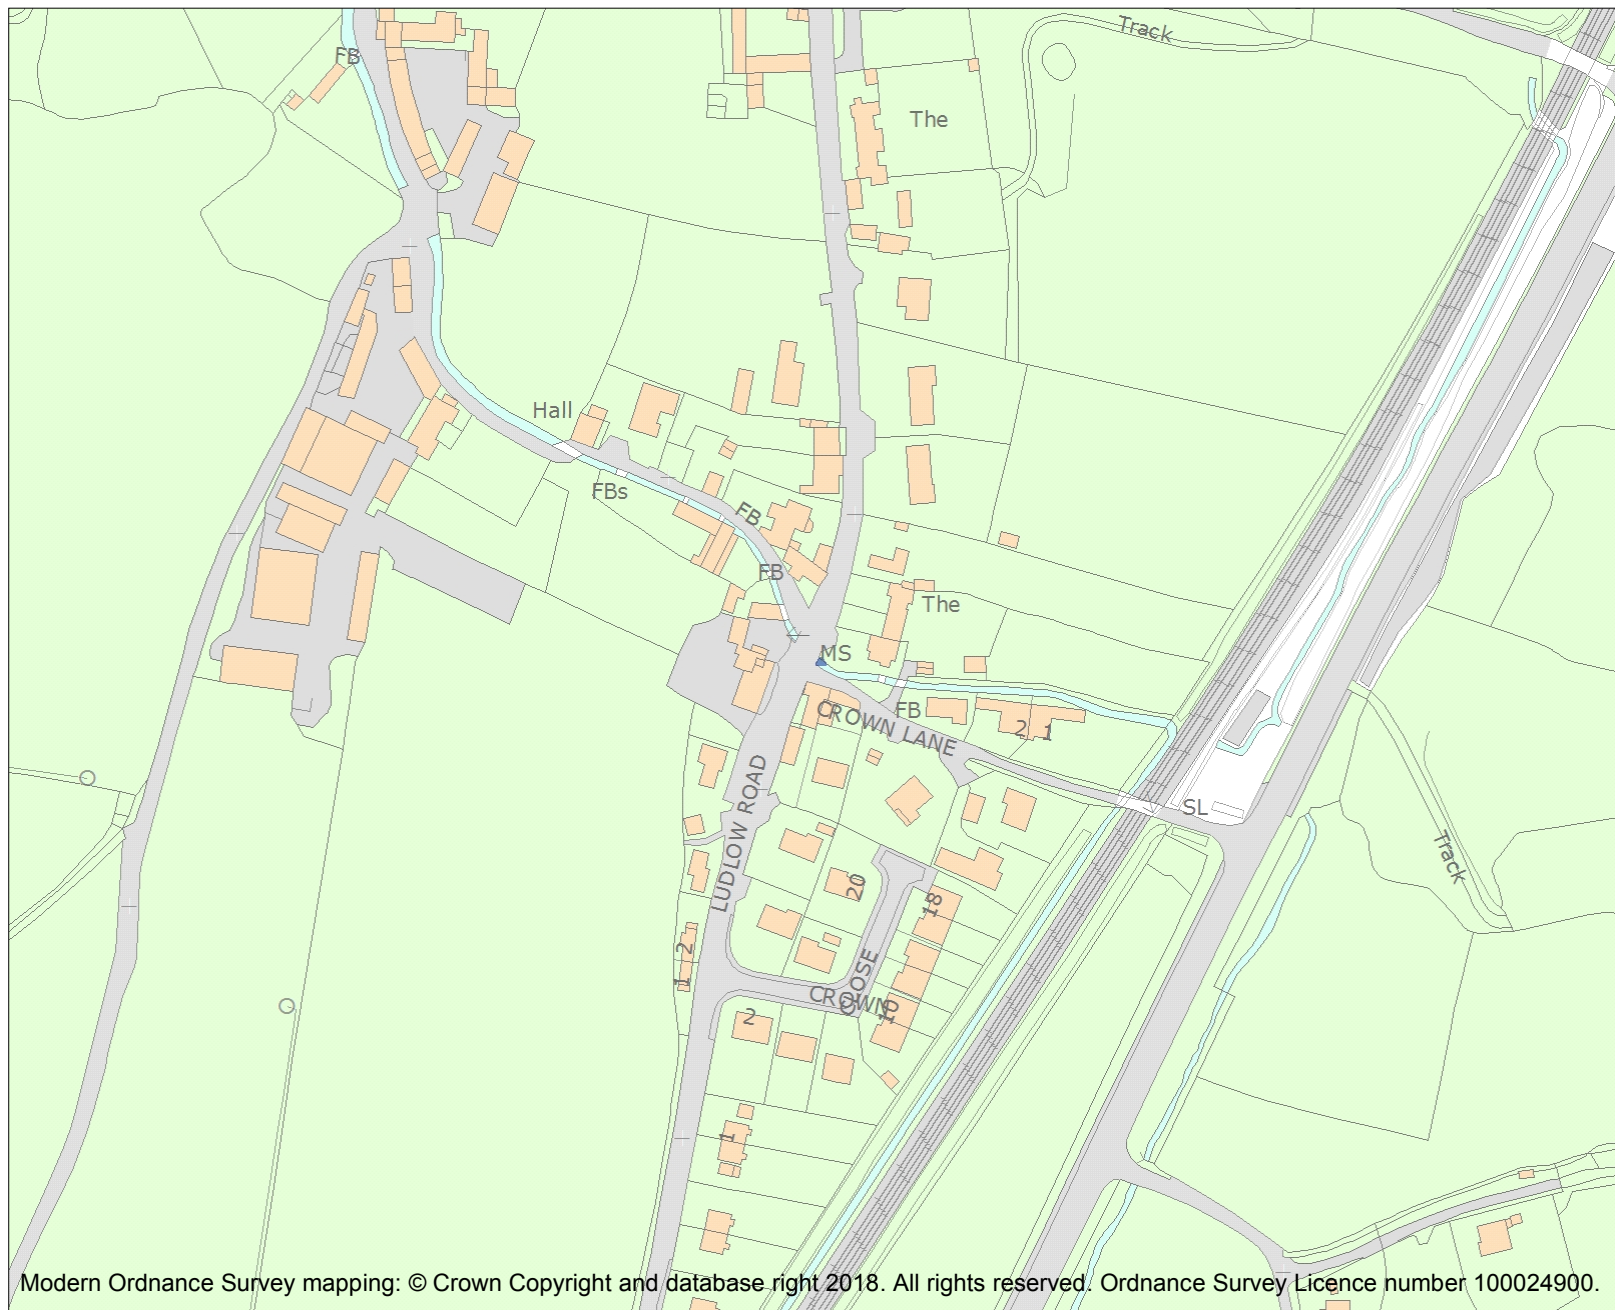 Track
FB
The
Hall
FBs
FB
FB
The
MS
FB
CROWN LANE
2
1
LUDLOW ROAD
SL
Track
20
18
2
1
CLOSE
CROWN
10
2
1
Modern Ordnance Survey mapping: © Crown Copyright and database right 2018. All rights reserved. Ordnance Survey Licence number 100024900.